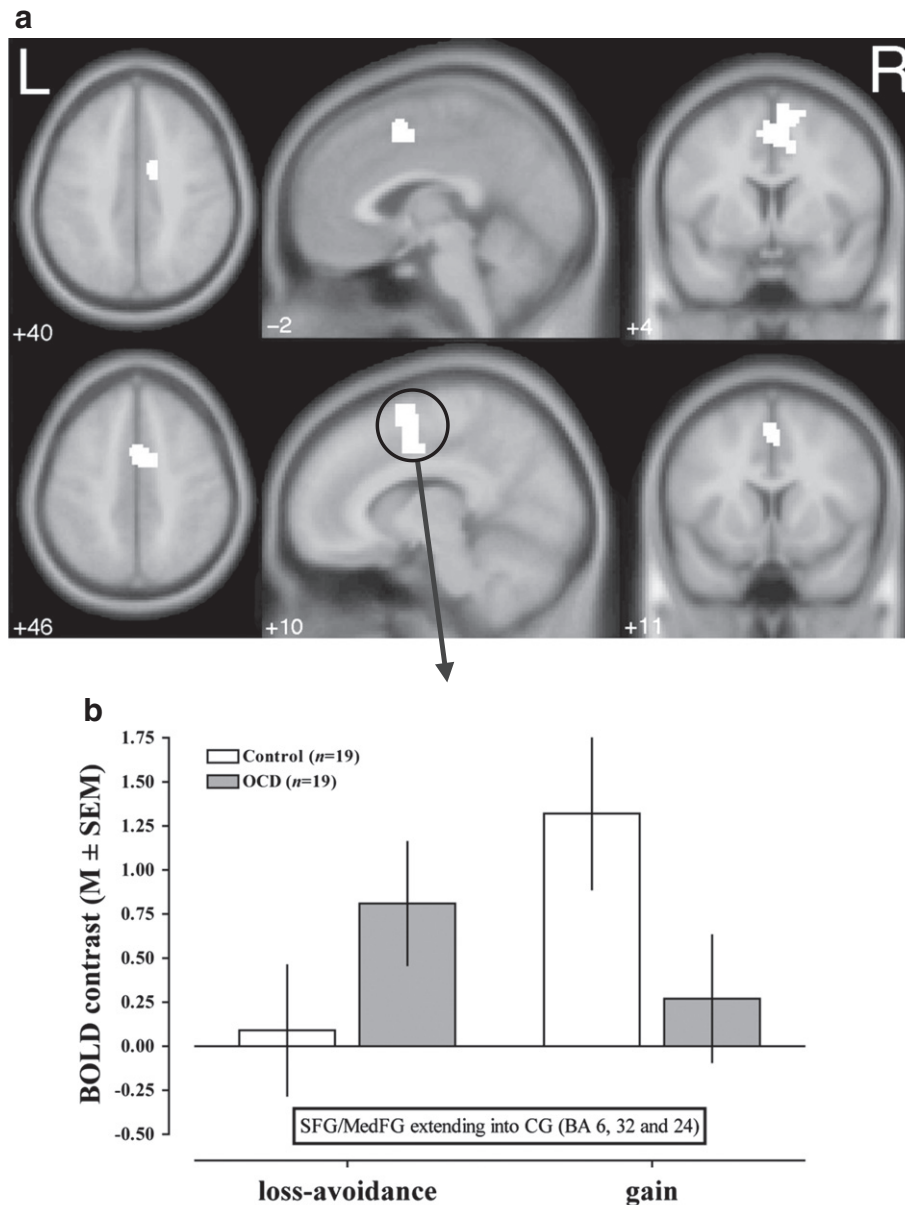 a
L R
+40 −2 +4
+46 +10 +11
b
1.75
1.50
1.25
1.00
0.75
0.50
0.25
0.00
-0.25
-0.50
BOLD contrast (M ± SEM)
Control (n=19)
OCD (n=19)
SFG/MedFG extending into CG (BA 6, 32 and 24)
loss-avoidance gain